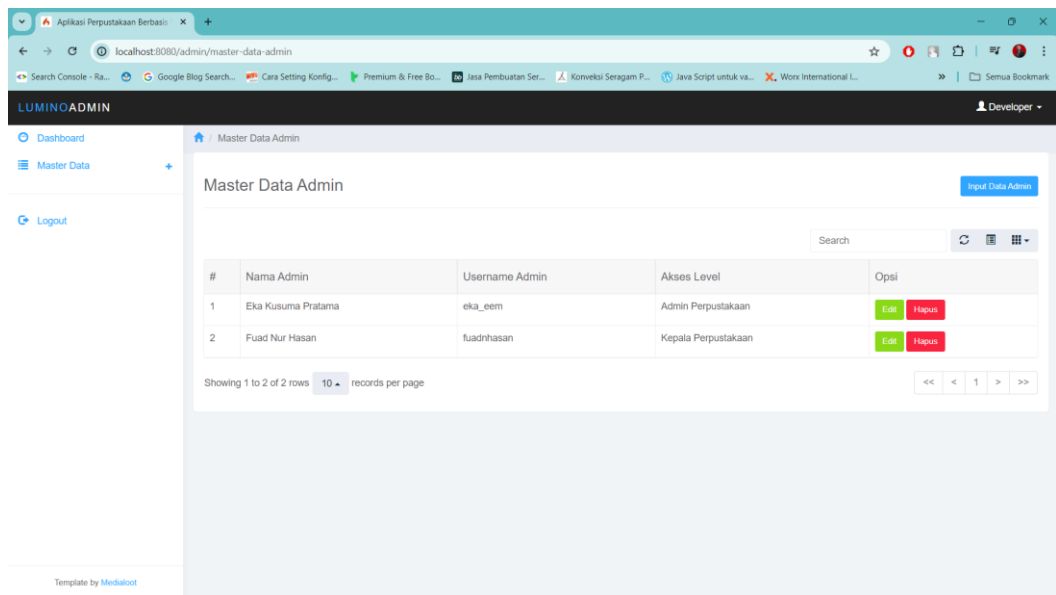 Aplikasi Perpustakaan Berbasis
localhost:8080/admin/master-data-admin
Search Console - Ra... Google Blog Search... Cara Setting Konfig... Premium & Free Bo... Jasa Pembuatan Ser... Konveksi Seragam P... Java Script untuk va... Worx International I... » Semua Bookmark
LUMINOADMIN Developer
Dashboard
Master Data +
Logout
/ Master Data Admin
Master Data Admin
Input Data Admin
Search
# Nama Admin Username Admin Akses Level Opsi
1 Eka Kusuma Pratama eka_eem Admin Perpustakaan Edit Hapus
2 Fuad Nur Hasan fuadnhasan Kepala Perpustakaan Edit Hapus
Showing 1 to 2 of 2 rows 10 records per page << < 1 > >>
Template by Medialoot